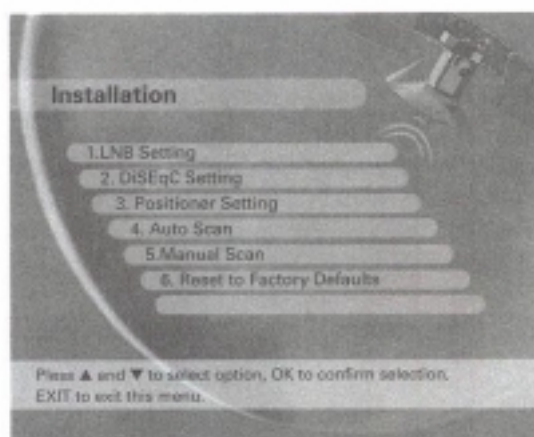 Installation
1.LNB Setting
2. DiSEqC Setting
3. Positioner Setting
4. Auto Scan
5.Manual Scan
6. Reset to Factory Defaults
Press ▲ and ▼ to select option, OK to confirm selection,
EXIT to exit this menu.